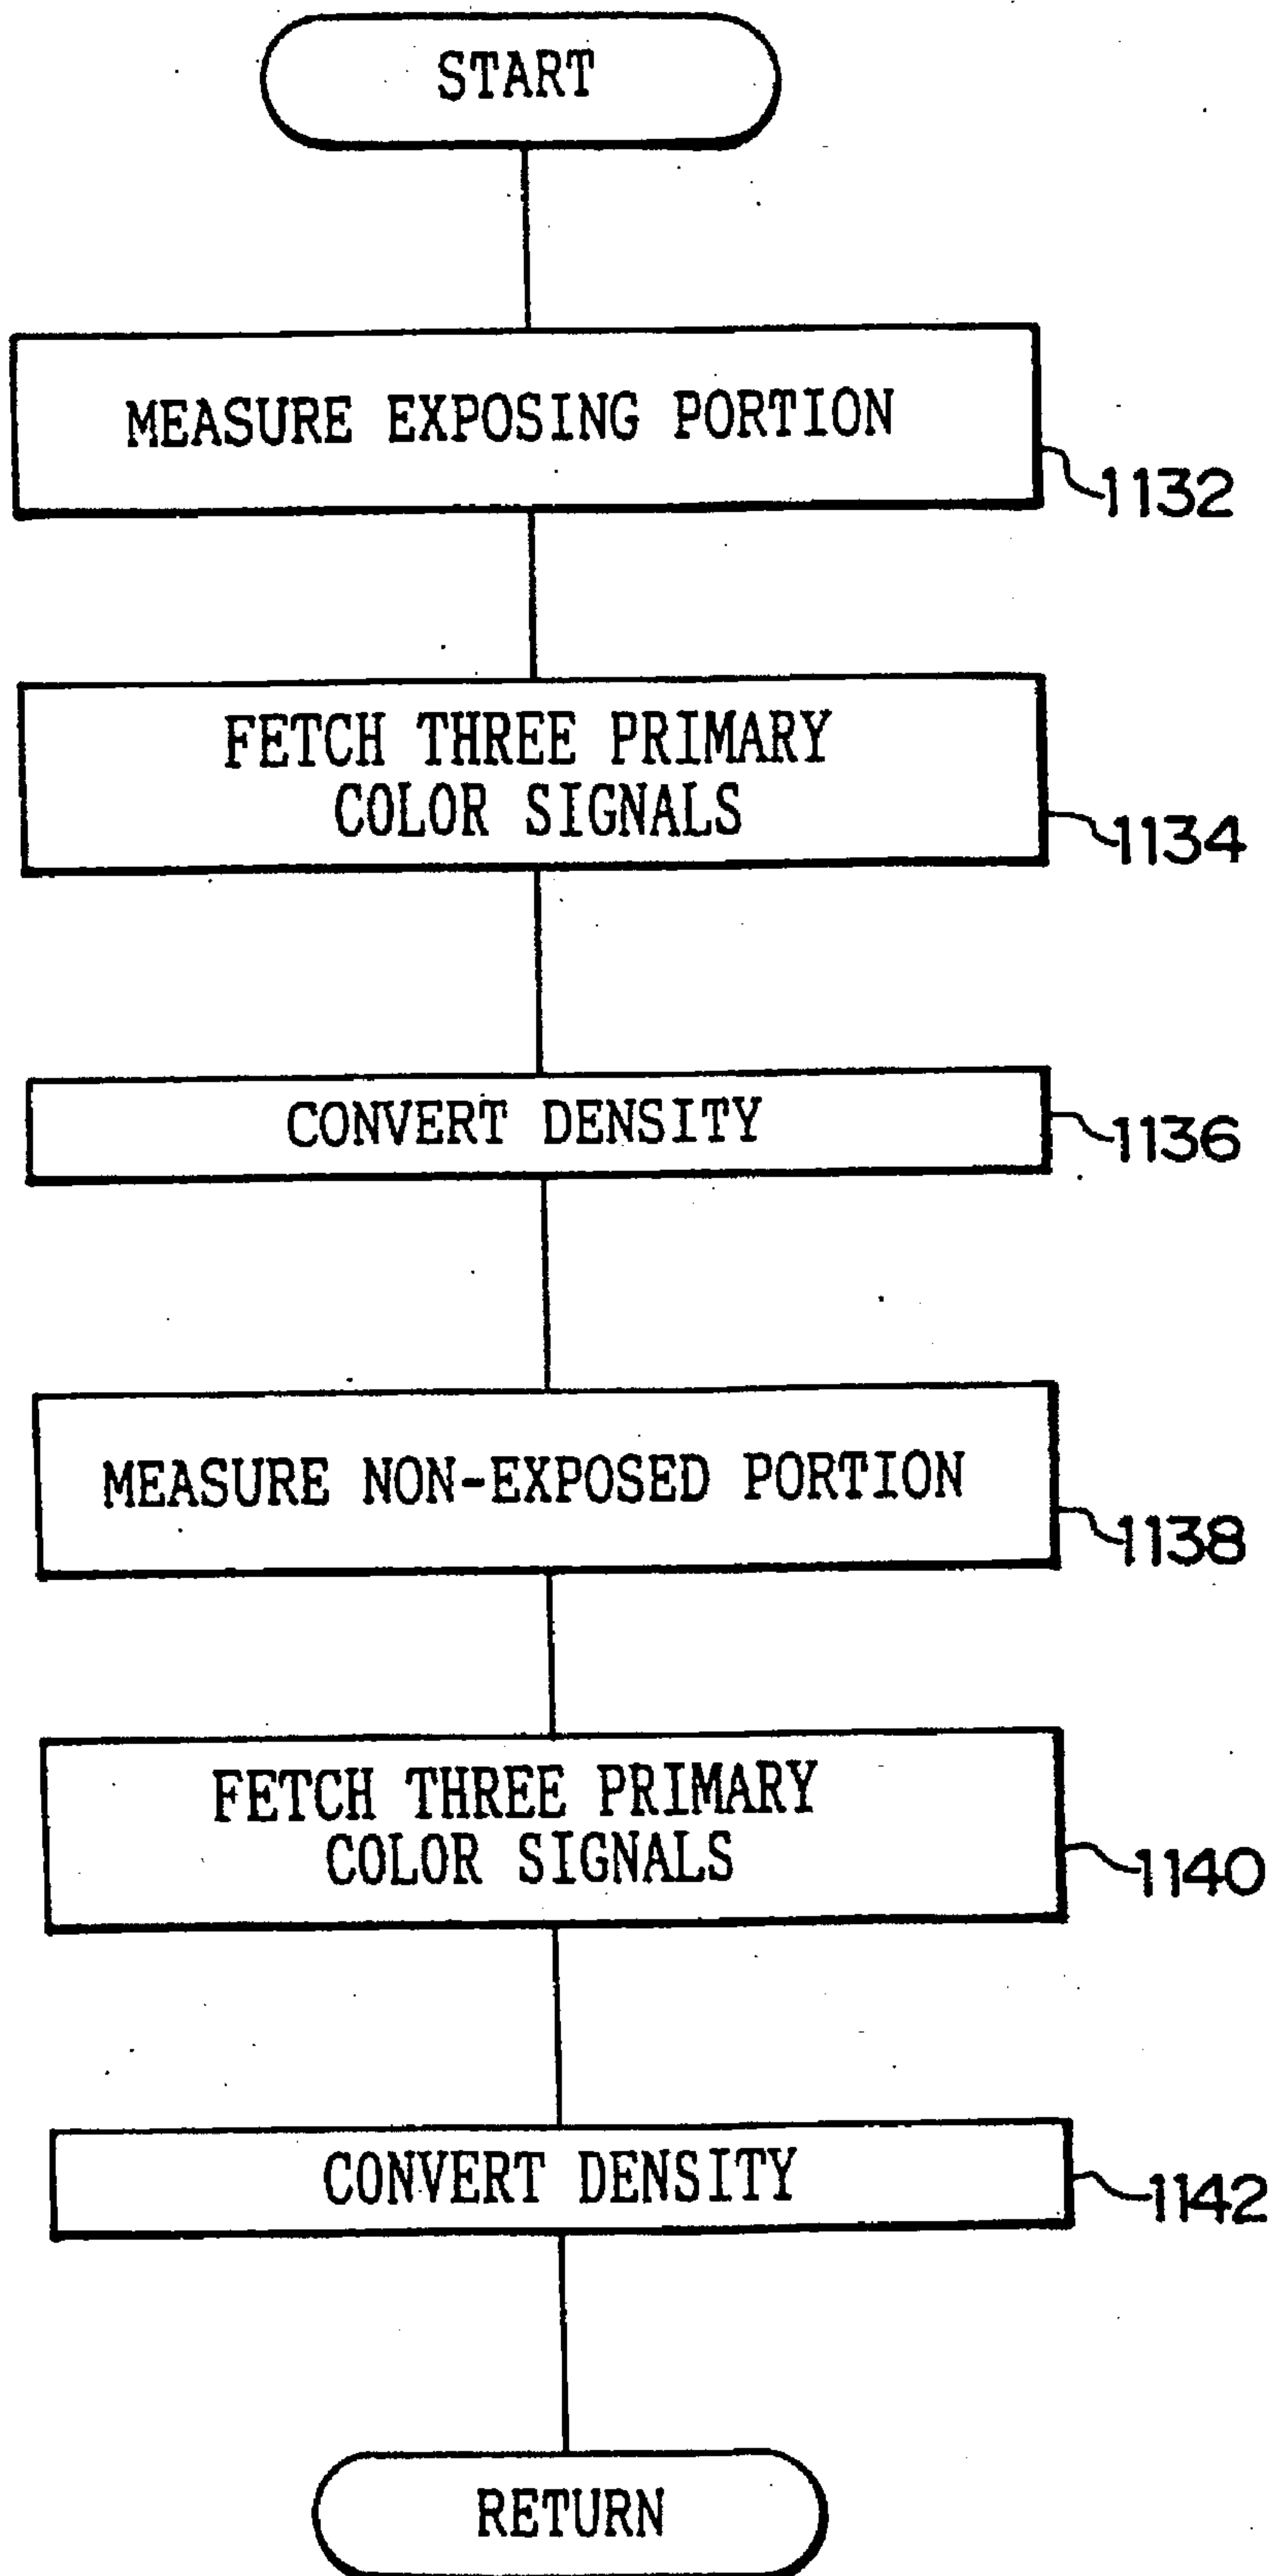 START
MEASURE EXPOSING PORTION
1132
FETCH THREE PRIMARY
COLOR SIGNALS
1134
CONVERT DENSITY
1136
MEASURE NON-EXPOSED PORTION
1138
FETCH THREE PRIMARY
COLOR SIGNALS
1140
CONVERT DENSITY
1142
RETURN